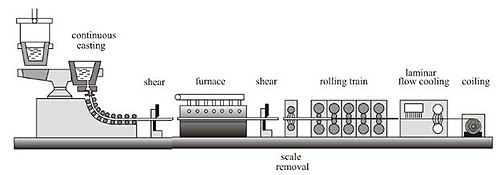 continuous
casting
shear
furnace
shear
rolling train
laminar
flow cooling
coiling
scale
removal